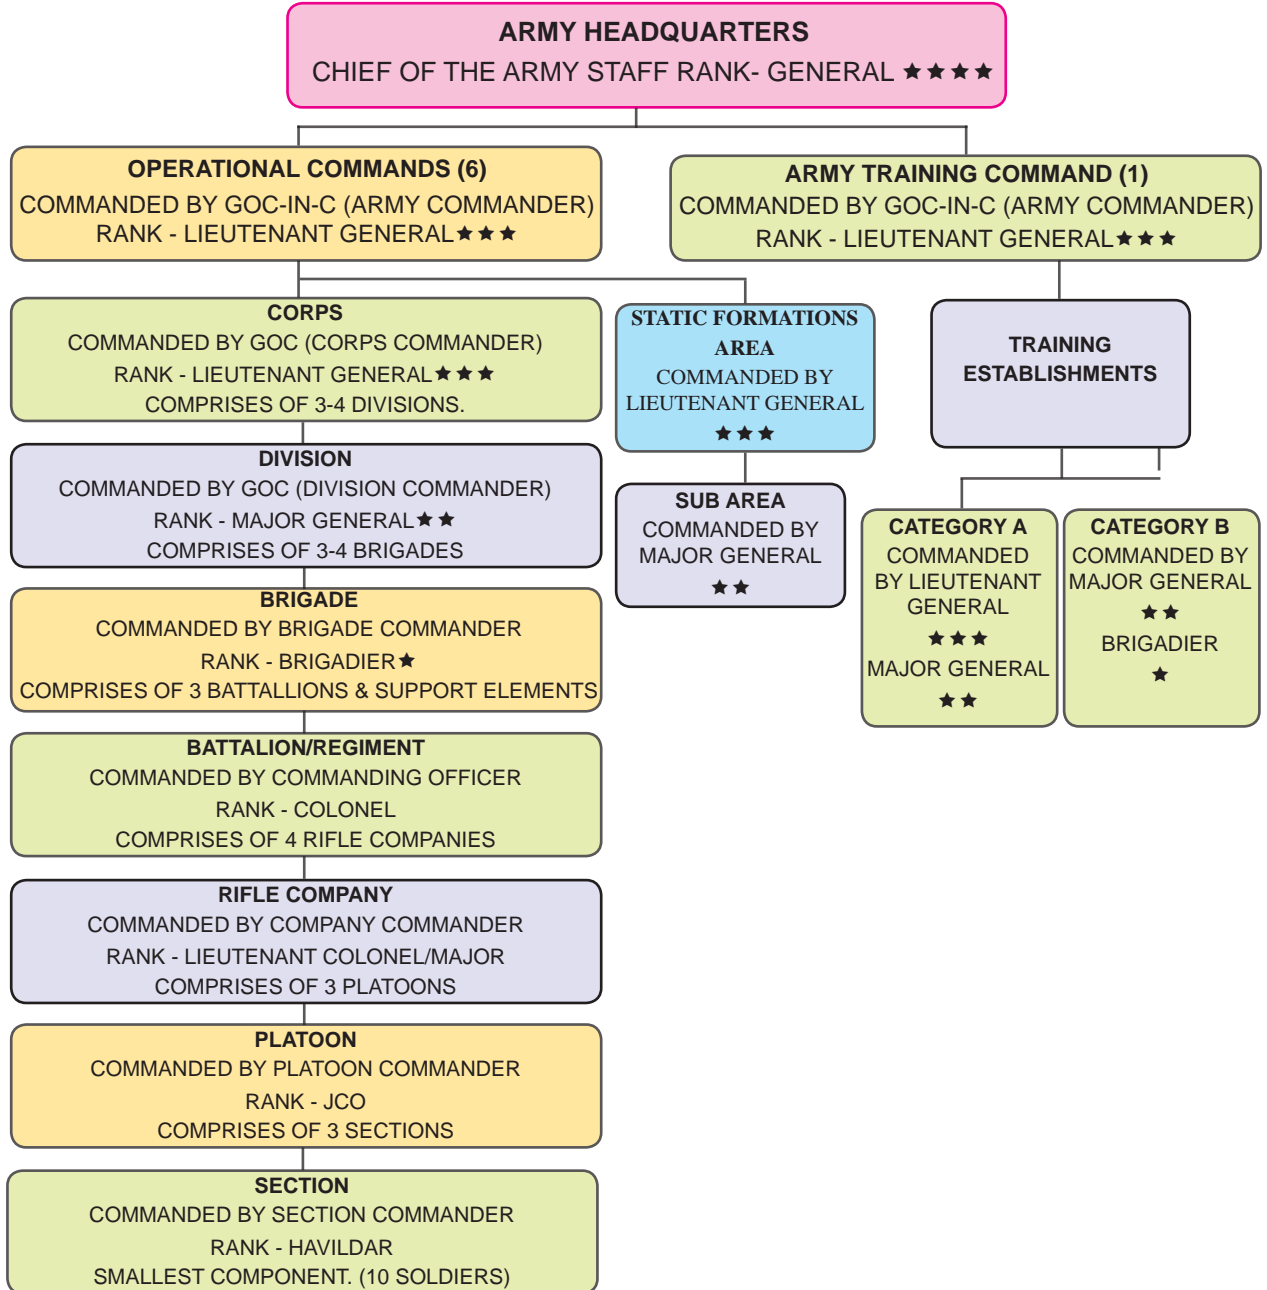 ARMY HEADQUARTERS
CHIEF OF THE ARMY STAFF RANK- GENERAL ★★★★
OPERATIONAL COMMANDS (6)
COMMANDED BY GOC-IN-C (ARMY COMMANDER)
RANK - LIEUTENANT GENERAL★★★
ARMY TRAINING COMMAND (1)
COMMANDED BY GOC-IN-C (ARMY COMMANDER)
RANK - LIEUTENANT GENERAL★★★
CORPS
COMMANDED BY GOC (CORPS COMMANDER)
RANK - LIEUTENANT GENERAL★★★
COMPRISES OF 3-4 DIVISIONS.
STATIC FORMATIONS
AREA
COMMANDED BY
LIEUTENANT GENERAL
★★★
TRAINING
ESTABLISHMENTS
DIVISION
COMMANDED BY GOC (DIVISION COMMANDER)
RANK - MAJOR GENERAL★★
COMPRISES OF 3-4 BRIGADES
SUB AREA
COMMANDED BY
MAJOR GENERAL
★★
CATEGORY A
COMMANDED
BY LIEUTENANT
GENERAL
★★★
MAJOR GENERAL
★★
CATEGORY B
COMMANDED BY
MAJOR GENERAL
★★
BRIGADIER
★
BRIGADE
COMMANDED BY BRIGADE COMMANDER
RANK - BRIGADIER★
COMPRISES OF 3 BATTALLIONS & SUPPORT ELEMENTS
BATTALION/REGIMENT
COMMANDED BY COMMANDING OFFICER
RANK - COLONEL
COMPRISES OF 4 RIFLE COMPANIES
RIFLE COMPANY
COMMANDED BY COMPANY COMMANDER
RANK - LIEUTENANT COLONEL/MAJOR
COMPRISES OF 3 PLATOONS
PLATOON
COMMANDED BY PLATOON COMMANDER
RANK - JCO
COMPRISES OF 3 SECTIONS
SECTION
COMMANDED BY SECTION COMMANDER
RANK - HAVILDAR
SMALLEST COMPONENT. (10 SOLDIERS)